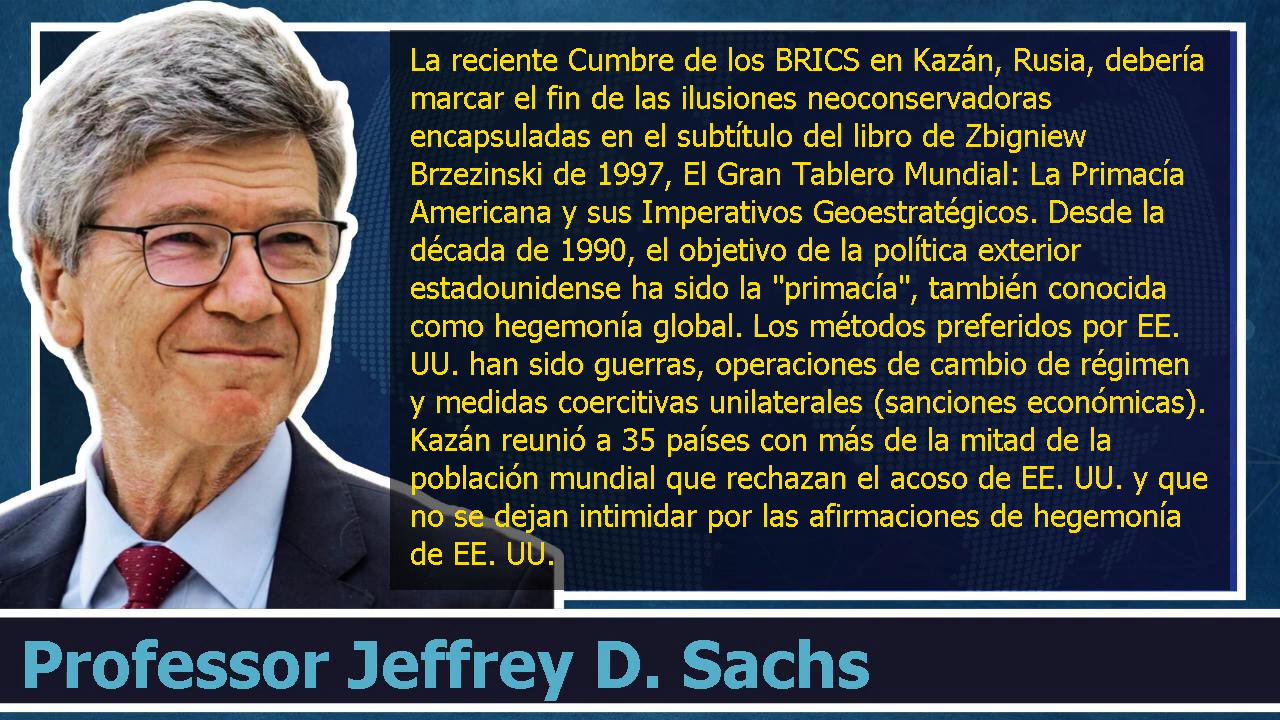 La reciente Cumbre de los BRICS en Kazán, Rusia, debería
marcar el fin de las ilusiones neoconservadoras
encapsuladas en el subtítulo del libro de Zbigniew
Brzezinski de 1997, El Gran Tablero Mundial: La Primacía
Americana y sus Imperativos Geoestratégicos. Desde la
década de 1990, el objetivo de la política exterior
estadounidense ha sido la "primacía", también conocida
como hegemonía global. Los métodos preferidos por EE.
UU. han sido guerras, operaciones de cambio de régimen
y medidas coercitivas unilaterales (sanciones económicas).
Kazán reunió a 35 países con más de la mitad de la
población mundial que rechazan el acoso de EE. UU. y que
no se dejan intimidar por las afirmaciones de hegemonía
de EE. UU.
Professor Jeffrey D. Sachs